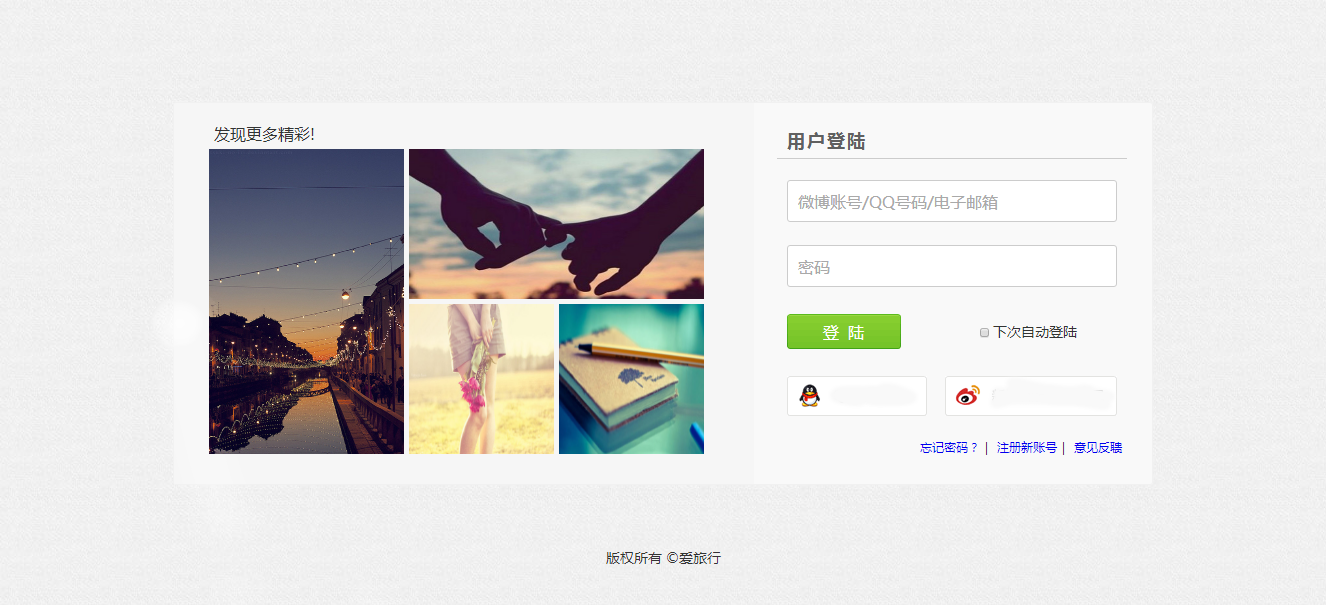 发现更多精彩!
用户登陆
微博账号/QQ号码/电子邮箱
密码
登 陆
下次自动登陆
忘记密码？ | 注册新账号 | 意见反聩
版权所有 ©爱旅行